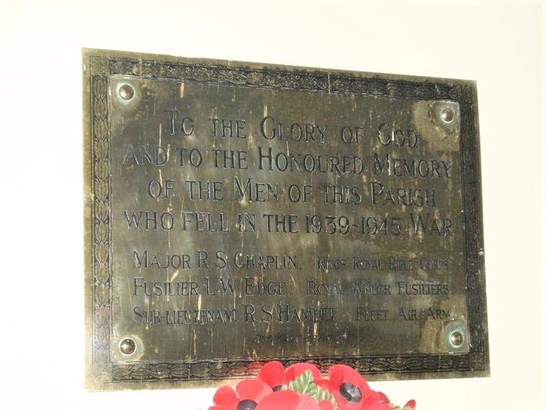 TO THE GLORY OF GOD
AND TO THE HONOURED MEMORY
OF THE MEN OF THIS PARISH
WHO FELL IN THE 1939-1945 WAR
MAJOR R S CHAPLIN. KINGS ROYAL RIFLE CORPS
FUSILIER L W EDGE ROYAL WELCH FUSILIERS
SUB-LIEUTENANT R S HAMLET FLEET AIR ARM